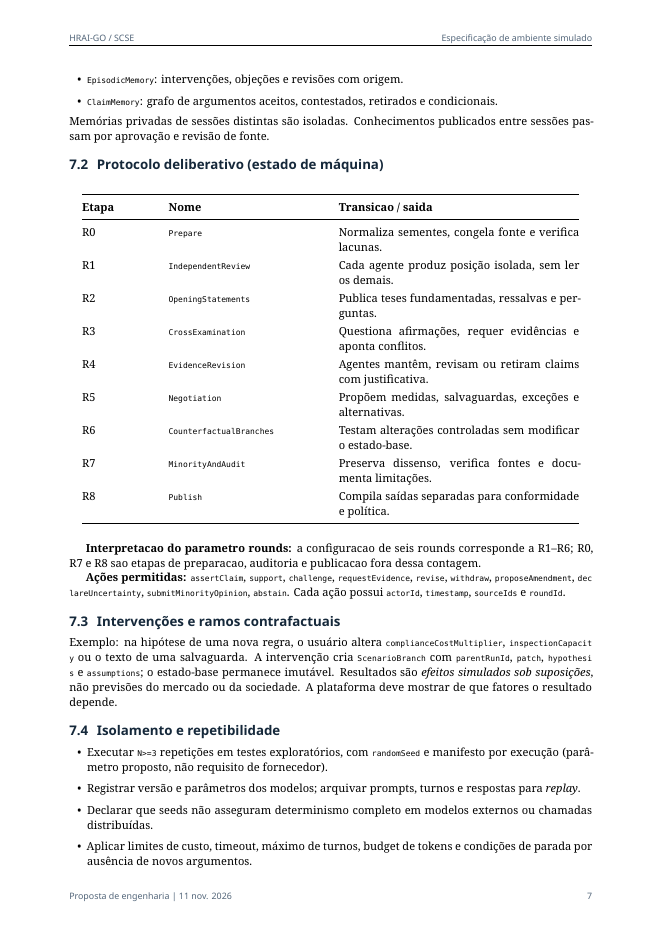 HRAI-GO / SCSE Especificação de ambiente simulado
• EpisodicMemory: intervenções, objeções e revisões com origem.
• ClaimMemory: grafo de argumentos aceitos, contestados, retirados e condicionais.
Memórias privadas de sessões distintas são isoladas. Conhecimentos publicados entre sessões pas-
sam por aprovação e revisão de fonte.
7.2 Protocolo deliberativo (estado de máquina)
Etapa Nome Transicao / saida
R0 Prepare Normaliza sementes, congela fonte e verifica
lacunas.
R1 IndependentReview Cada agente produz posição isolada, sem ler
os demais.
R2 OpeningStatements Publica teses fundamentadas, ressalvas e per-
guntas.
R3 CrossExamination Questiona afirmações, requer evidências e
aponta conflitos.
R4 EvidenceRevision Agentes mantêm, revisam ou retiram claims
com justificativa.
R5 Negotiation Propõem medidas, salvaguardas, exceções e
alternativas.
R6 CounterfactualBranches Testam alterações controladas sem modificar
o estado-base.
R7 MinorityAndAudit Preserva dissenso, verifica fontes e docu-
menta limitações.
R8 Publish Compila saídas separadas para conformidade
e política.
Interpretacao do parametro rounds: a configuracao de seis rounds corresponde a R1–R6; R0,
R7 e R8 sao etapas de preparacao, auditoria e publicacao fora dessa contagem.
Ações permitidas: assertClaim, support, challenge, requestEvidence, revise, withdraw, proposeAmendment, dec
lareUncertainty, submitMinorityOpinion, abstain. Cada ação possui actorId, timestamp, sourceIds e roundId.
7.3 Intervenções e ramos contrafactuais
Exemplo: na hipótese de uma nova regra, o usuário altera complianceCostMultiplier, inspectionCapacit
y ou o texto de uma salvaguarda. A intervenção cria ScenarioBranch com parentRunId, patch, hypothesi
s e assumptions; o estado-base permanece imutável. Resultados são efeitos simulados sob suposições,
não previsões do mercado ou da sociedade. A plataforma deve mostrar de que fatores o resultado
depende.
7.4 Isolamento e repetibilidade
• Executar N>=3 repetições em testes exploratórios, com randomSeed e manifesto por execução (parâ-
metro proposto, não requisito de fornecedor).
• Registrar versão e parâmetros dos modelos; arquivar prompts, turnos e respostas para replay.
• Declarar que seeds não asseguram determinismo completo em modelos externos ou chamadas
distribuídas.
• Aplicar limites de custo, timeout, máximo de turnos, budget de tokens e condições de parada por
ausência de novos argumentos.
Proposta de engenharia | 11 nov. 2026 7